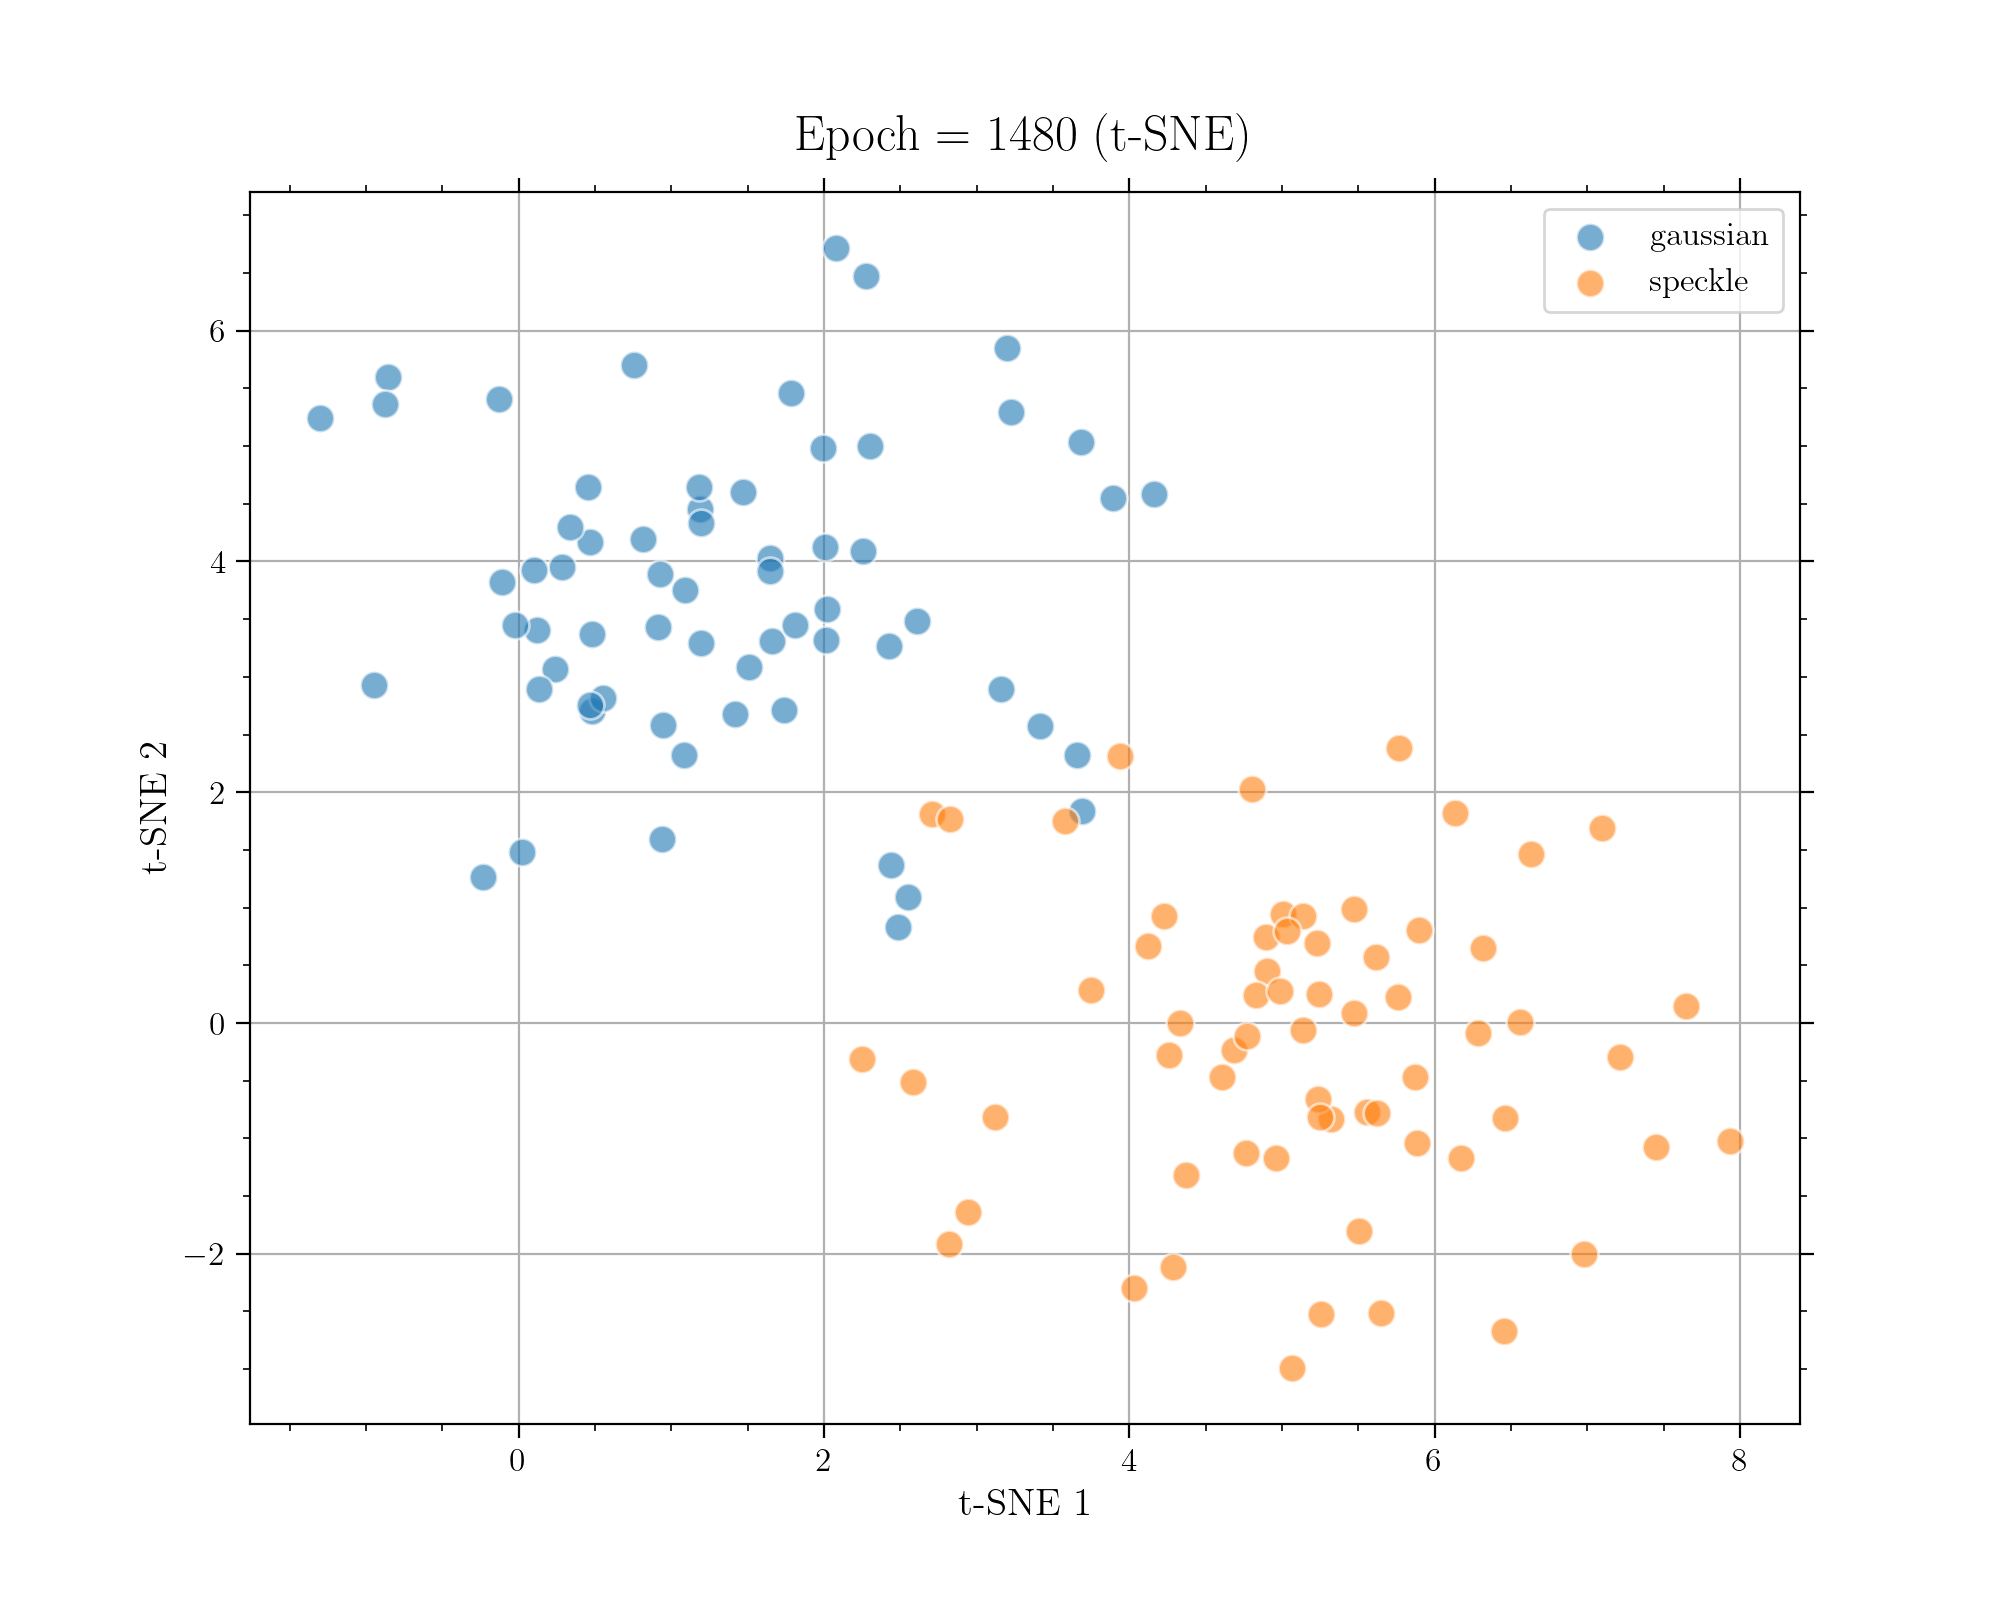 Epoch = 1480 (t-SNE)
gaussian
speckle
6
4
2
0
−2
t-SNE 2
0
2
4
6
8
t-SNE 1